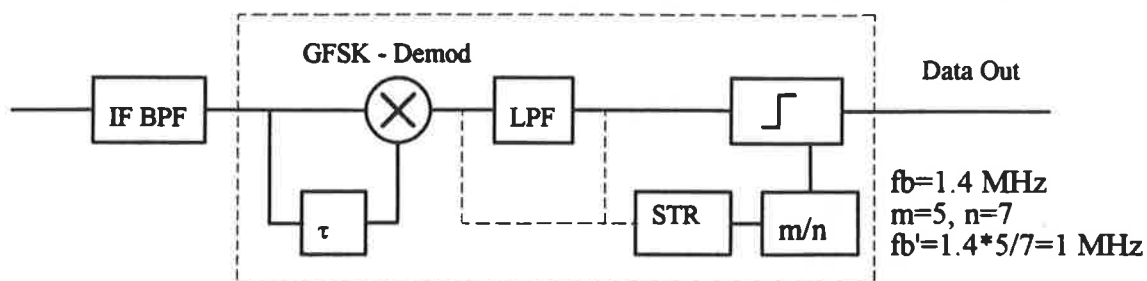 GFSK - Demod
Data Out
IF BPF
LPF
τ
STR
m/n
fb=1.4 MHz
m=5, n=7
fb'=1.4*5/7=1 MHz